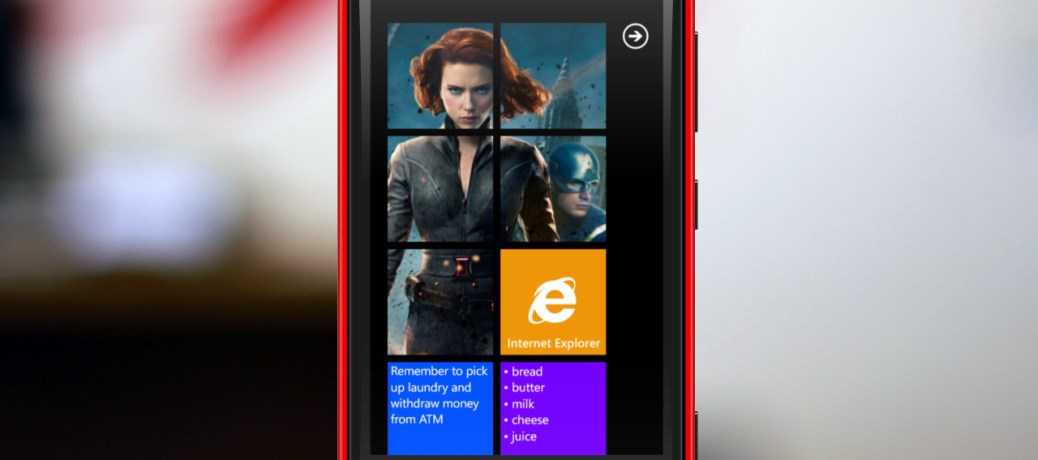 Internet Explorer
Remember to pick
up laundry and
withdraw money
from ATM
• bread
• butter
• milk
• cheese
• juice